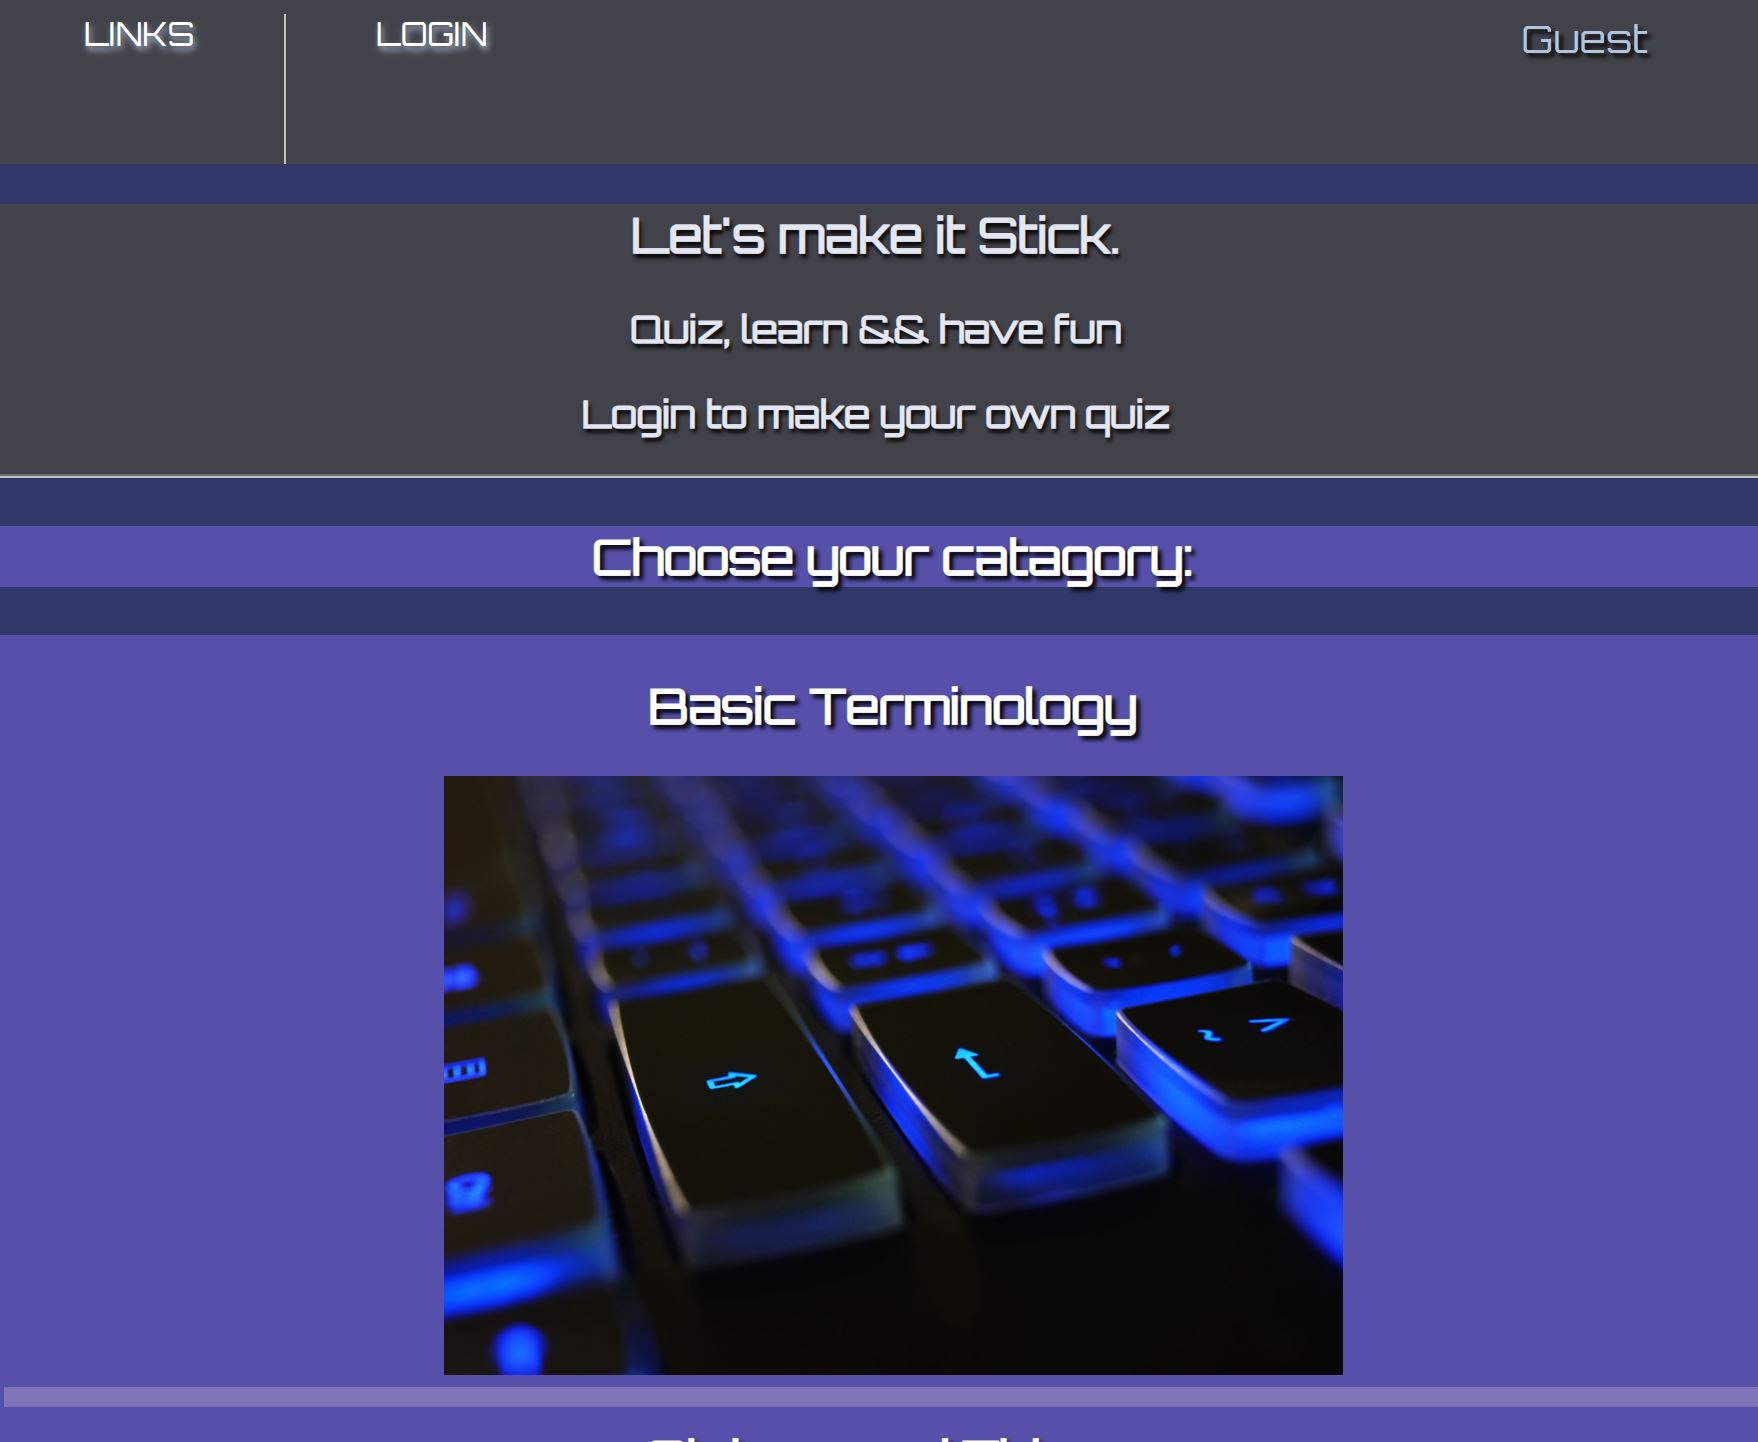 LINKS
LOGIN
Guest
Let's make it Stick.
Quiz, learn && have fun
Login to make your own quiz
Choose your catagory:
Basic Terminology